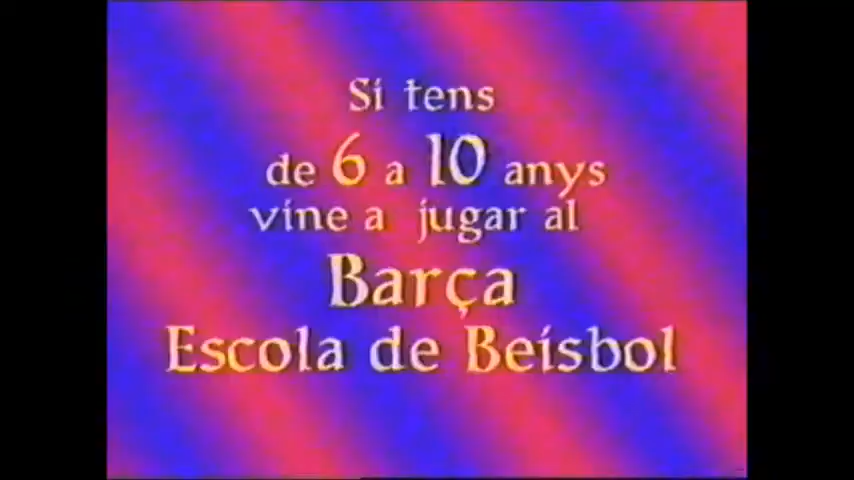 Si tens
de 6 a 10 anys
vine a jugar al
Barça
Escola de Beisbol